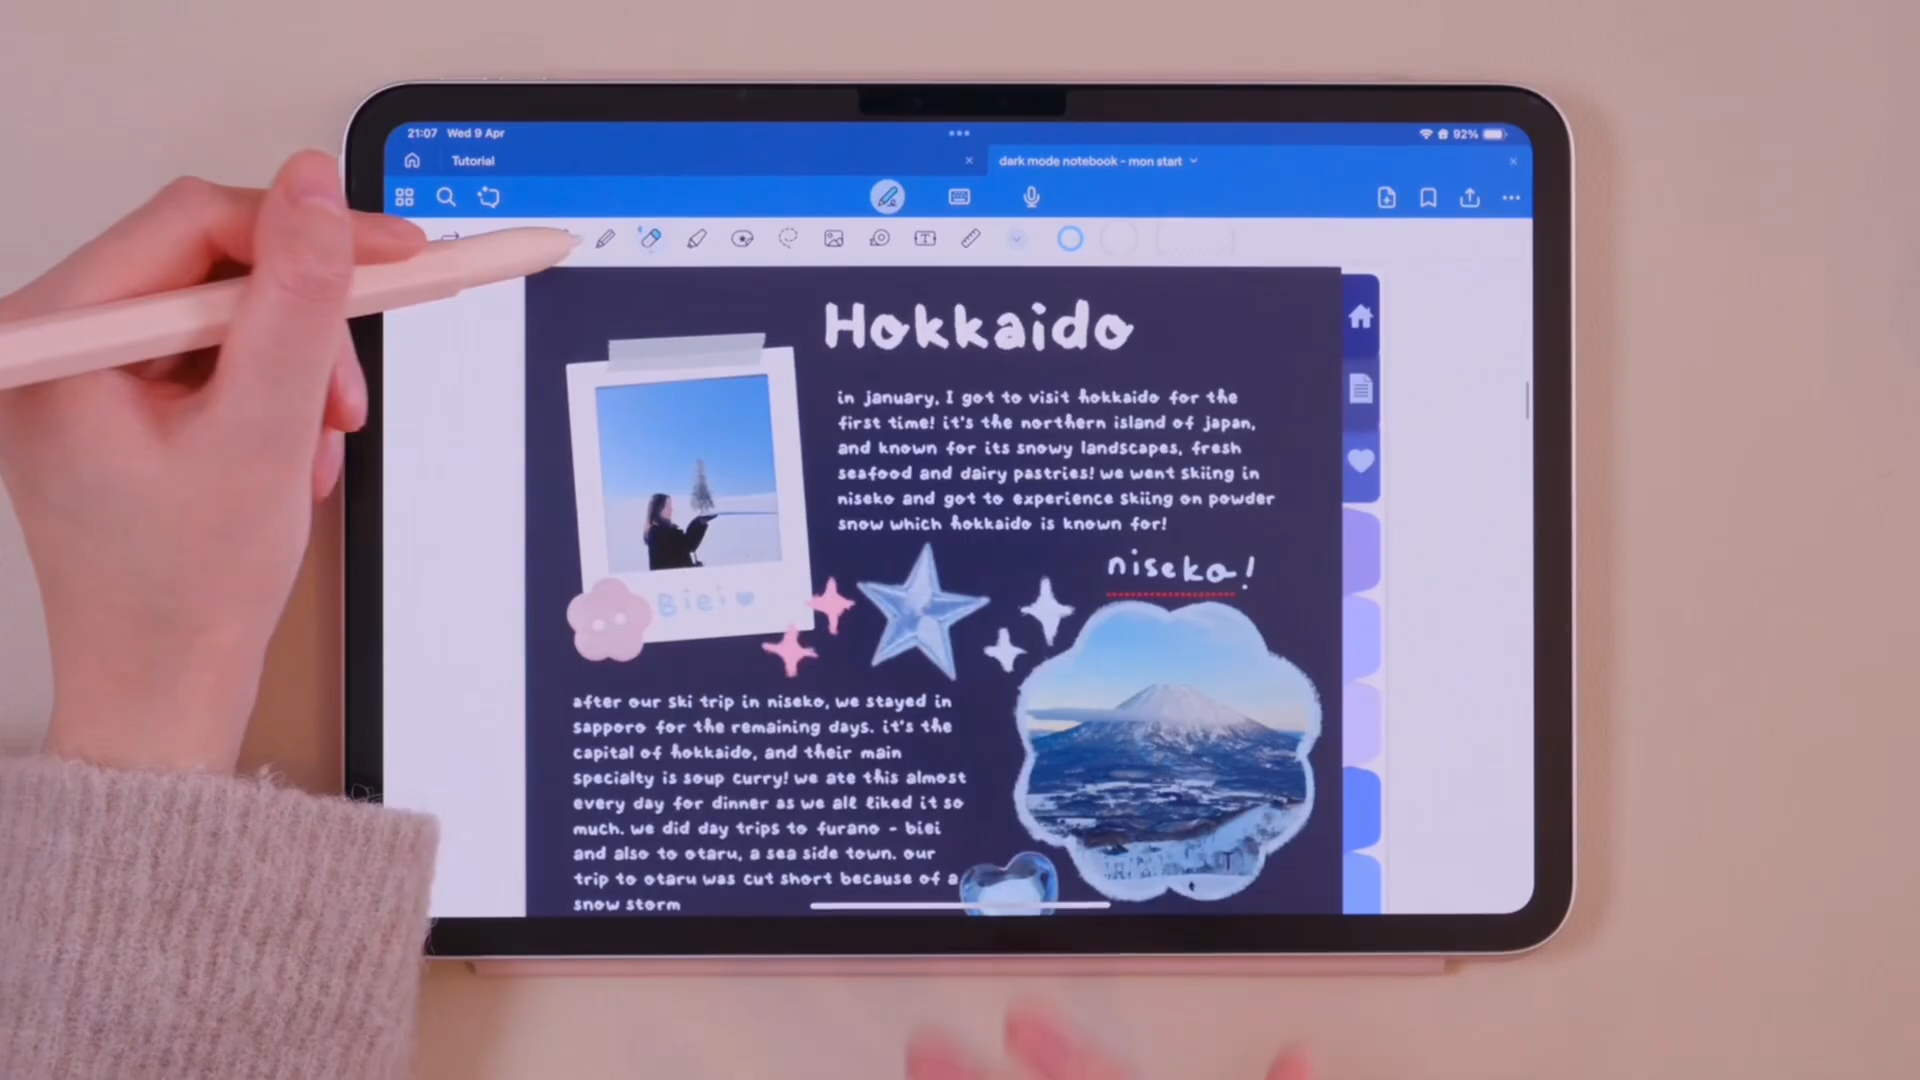 21:07 Wed 9 Apr
92%
Tutorial
dark mode notebook - mon start
T
Hokkaido
in january, I got to visit hokkaido for the
first time! it's the northern island of japan,
and known for its snowy landscapes, fresh
seafood and dairy pastries! we went skiing in
niseko and got to experience skiing on powder
snow which hokkaido is known for!
niseko!
Biei
after our ski trip in niseko, we stayed in
sapporo for the remaining days. it's the
capital of hokkaido, and their main
specialty is soup curry! we ate this almost
every day for dinner as we all liked it so
much. we did day trips to furano - biei
and also to otaru, a sea side town. our
trip to otaru was cut short because of a
snow storm